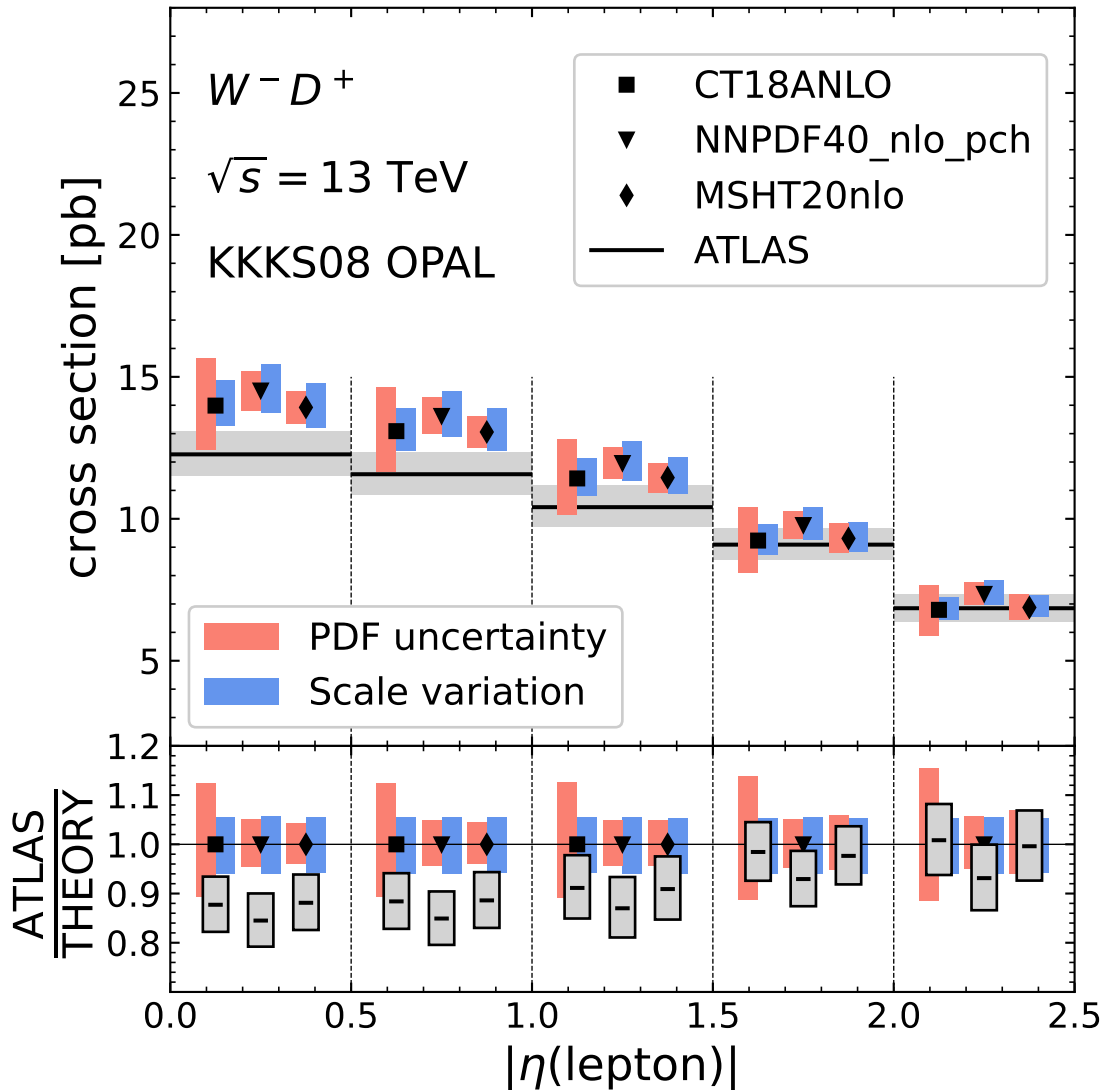 W⁻D⁺
√s = 13 TeV
KKKS08 OPAL
CT18ANLO
NNPDF40_nlo_pch
MSHT20nlo
ATLAS
cross section [pb]
25
20
15
10
5
PDF uncertainty
Scale variation
ATLAS
THEORY
1.2
1.1
1.0
0.9
0.8
0.0 0.5 1.0 1.5 2.0 2.5
|η(lepton)|